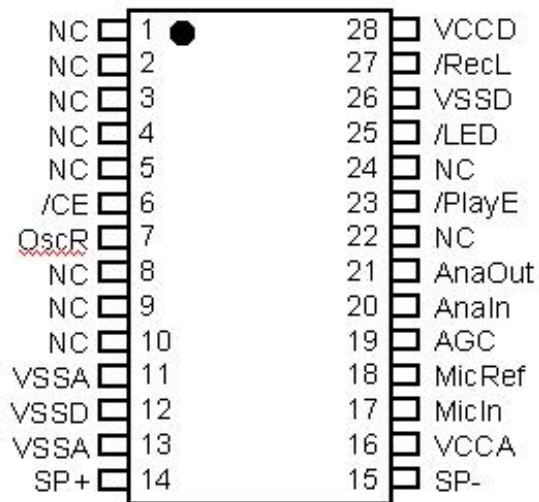 NC 1 28 VCCD
NC 2 27 /RecL
NC 3 26 VSSD
NC 4 25 /LED
NC 5 24 NC
/CE 6 23 /PlayE
OscR 7 22 NC
NC 8 21 AnaOut
NC 9 20 AnaIn
NC 10 19 AGC
VSSA 11 18 MicRef
VSSD 12 17 MicIn
VSSA 13 16 VCCA
SP+ 14 15 SP-